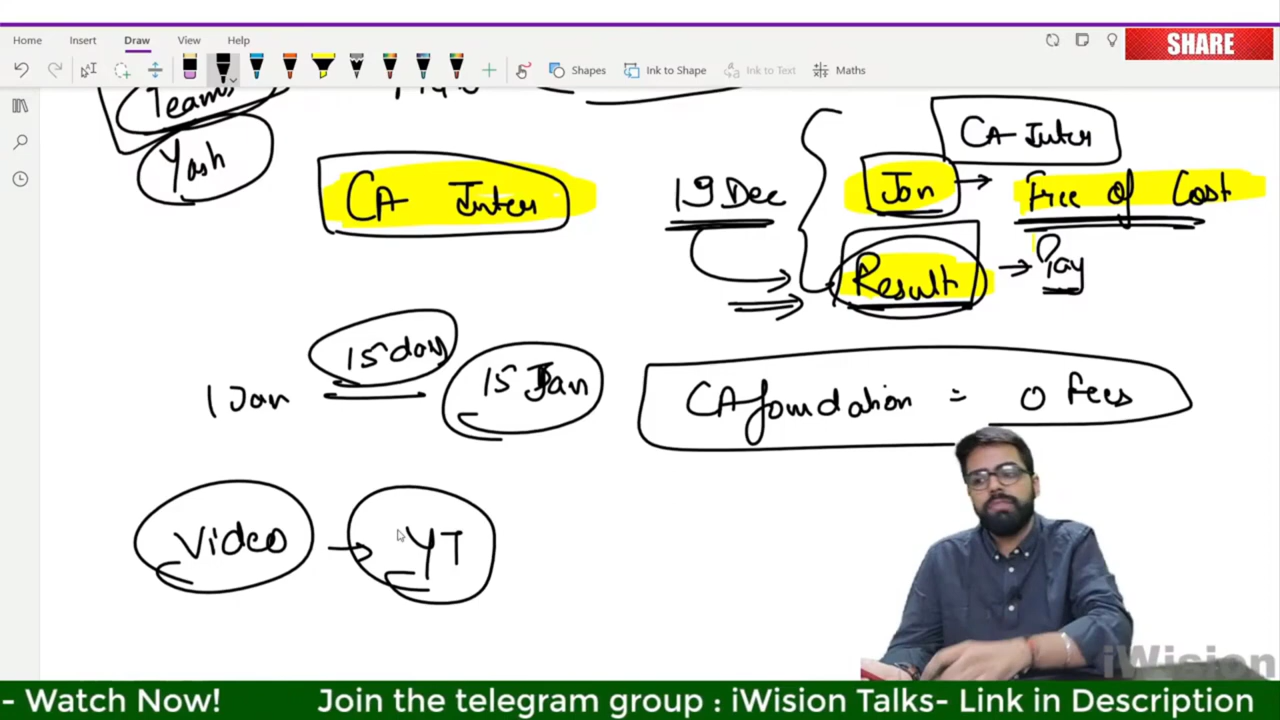 Home Insert Draw View Help
SHARE
Shapes Ink to Shape Ink to Text Maths
Teams
Yash
CA Inter
CA Inter
19 Dec
Jan → Free of Cost
Result → Pay
15 day
1 Jan
15 Jan
CA foundation = 0 fees
Video → YT
iWision
- Watch Now! Join the telegram group : iWision Talks- Link in Description